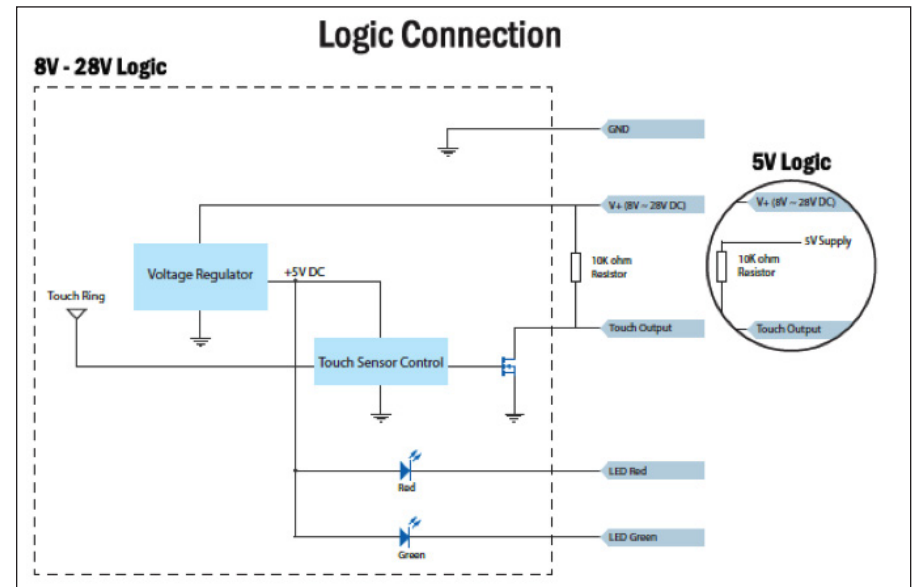 Logic Connection
8V - 28V Logic
GND
5V Logic
V+ (8V ~ 28V DC)
V+ (8V ~ 28V DC)
5V Supply
10K ohm
Resistor
10K ohm
Resistor
Voltage Regulator
+5V DC
Touch Ring
Touch Output
Touch Output
Touch Sensor Control
LED Red
Red
LED Green
Green